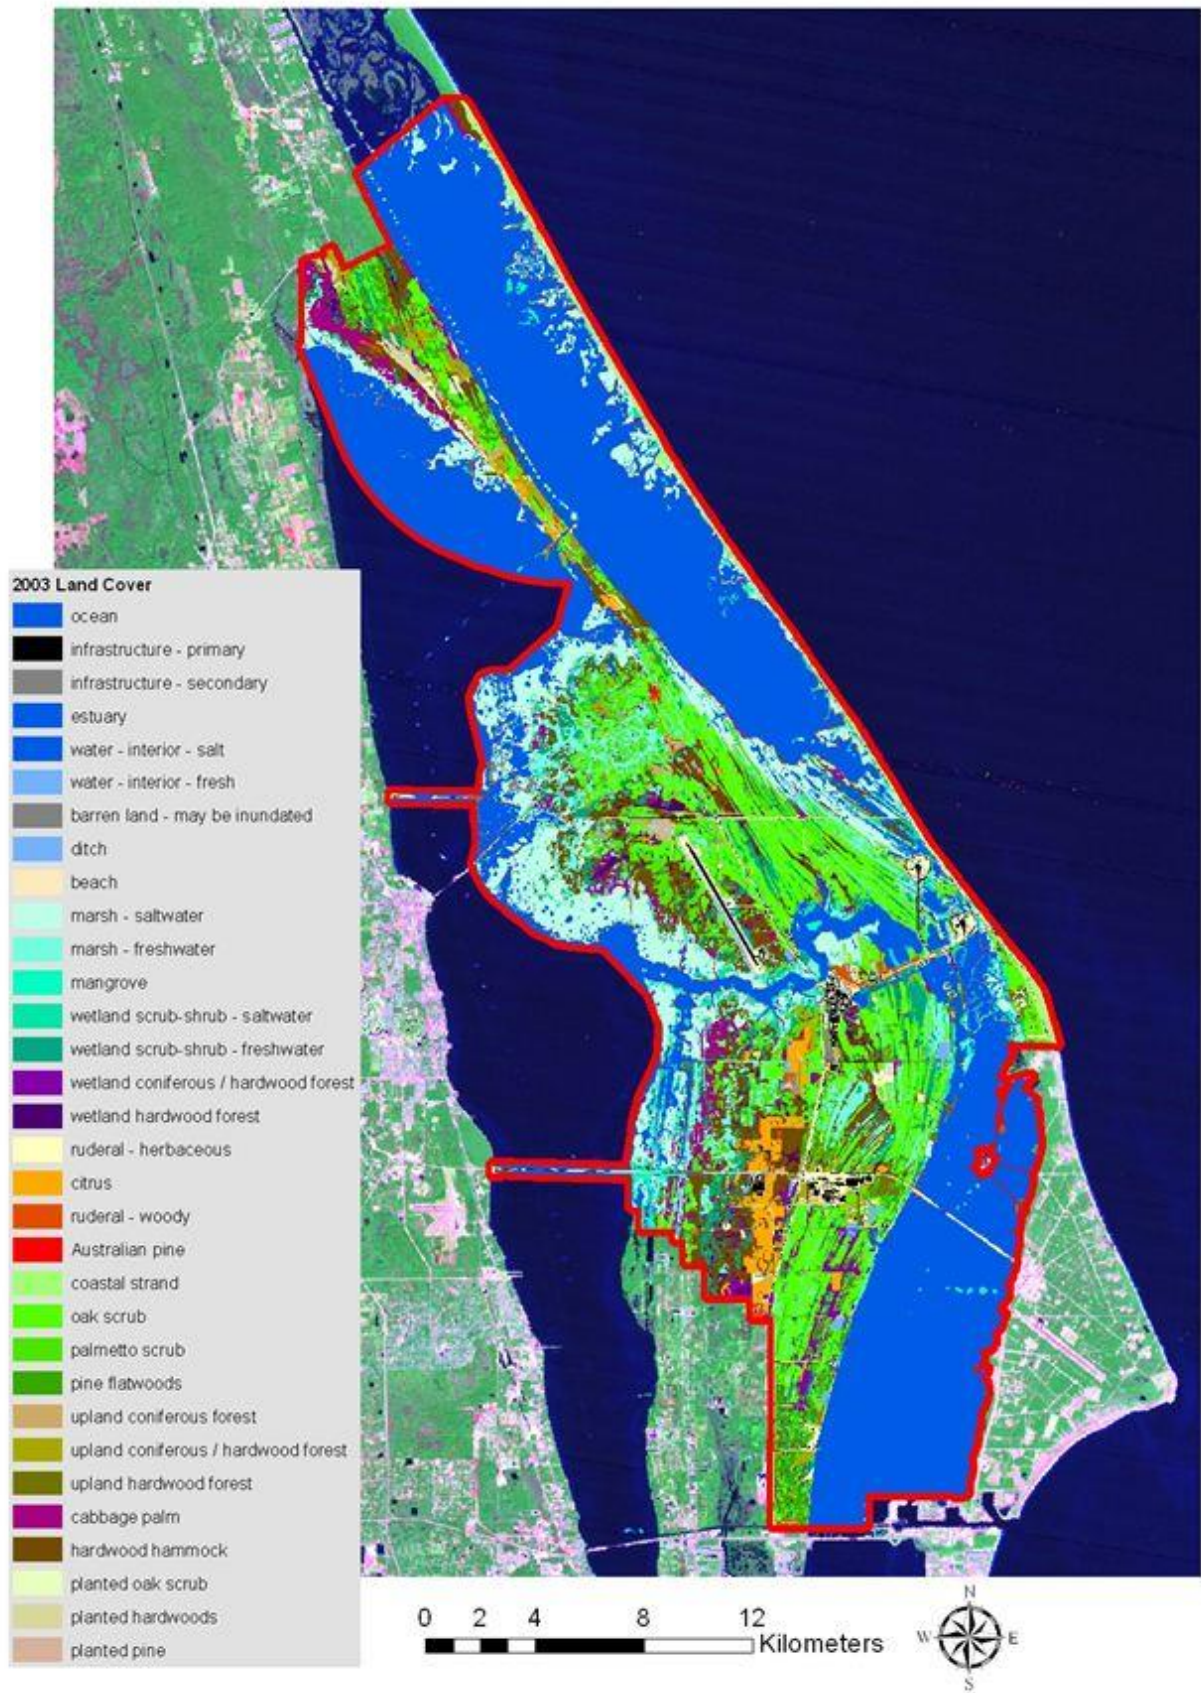 2003 Land Cover
ocean
infrastructure - primary
infrastructure - secondary
estuary
water - interior - salt
water - interior - fresh
barren land - may be inundated
ditch
beach
marsh - saltwater
marsh - freshwater
mangrove
wetland scrub-shrub - saltwater
wetland scrub-shrub - freshwater
wetland coniferous / hardwood forest
wetland hardwood forest
ruderal - herbaceous
citrus
ruderal - woody
Australian pine
coastal strand
oak scrub
palmetto scrub
pine flatwoods
upland coniferous forest
upland coniferous / hardwood forest
upland hardwood forest
cabbage palm
hardwood hammock
planted oak scrub
planted hardwoods
planted pine
0 2 4 8 12
Kilometers
N
W E
S